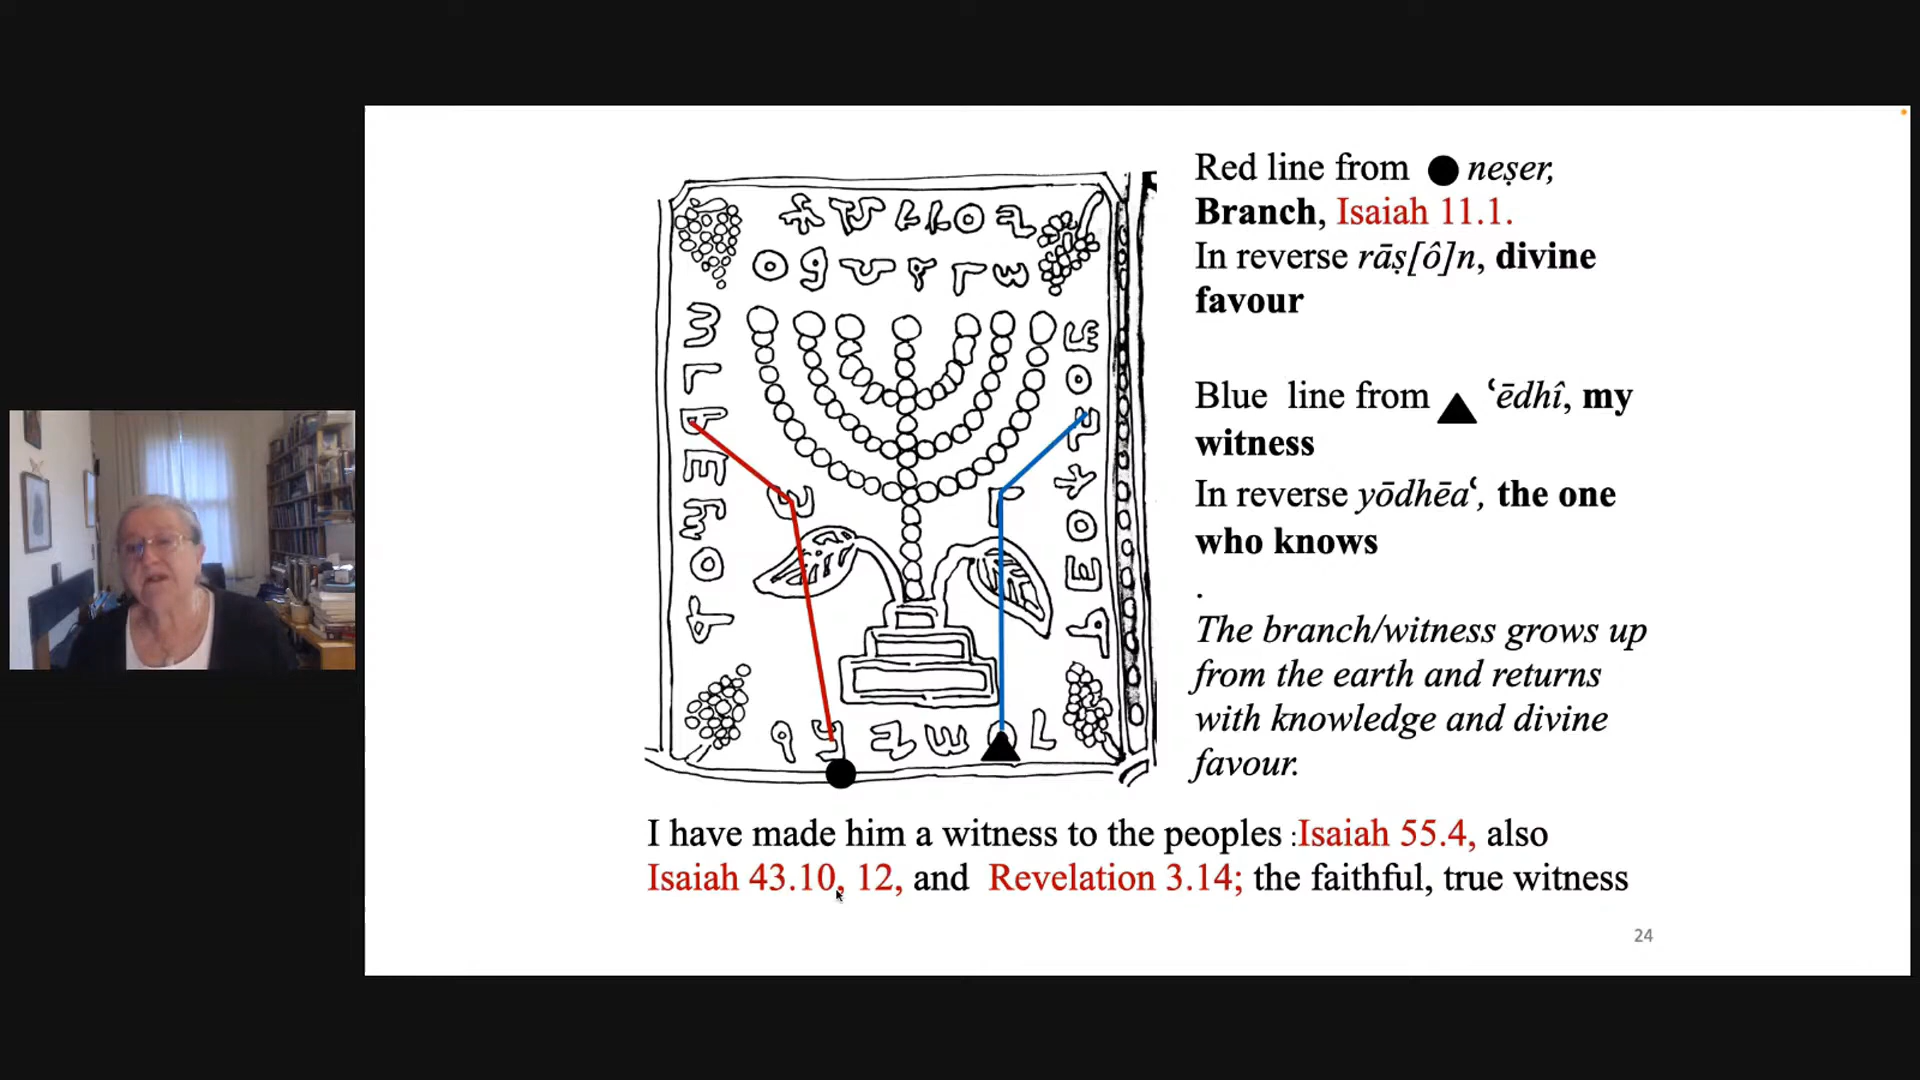 Red line from neṣer,
Branch, Isaiah 11.1.
In reverse rāṣ[ô]n, divine
favour
Blue line from ʿēdhî, my
witness
In reverse yōdhēaʿ, the one
who knows
.
The branch/witness grows up
from the earth and returns
with knowledge and divine
favour.
I have made him a witness to the peoples :Isaiah 55.4, also
Isaiah 43.10, 12, and Revelation 3.14; the faithful, true witness
24